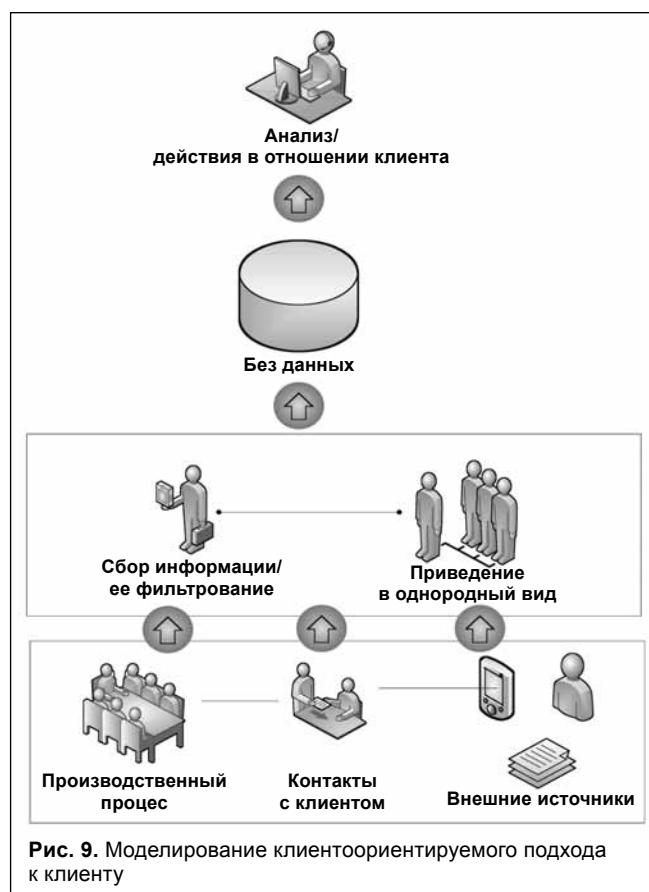 Анализ/
действия в отношении клиента
Без данных
Сбор информации/
ее фильтрование
Приведение
в однородный вид
Производственный
процес
Контакты
с клиентом
Внешние источники
Рис. 9. Моделирование клиентоориентируемого подхода
к клиенту